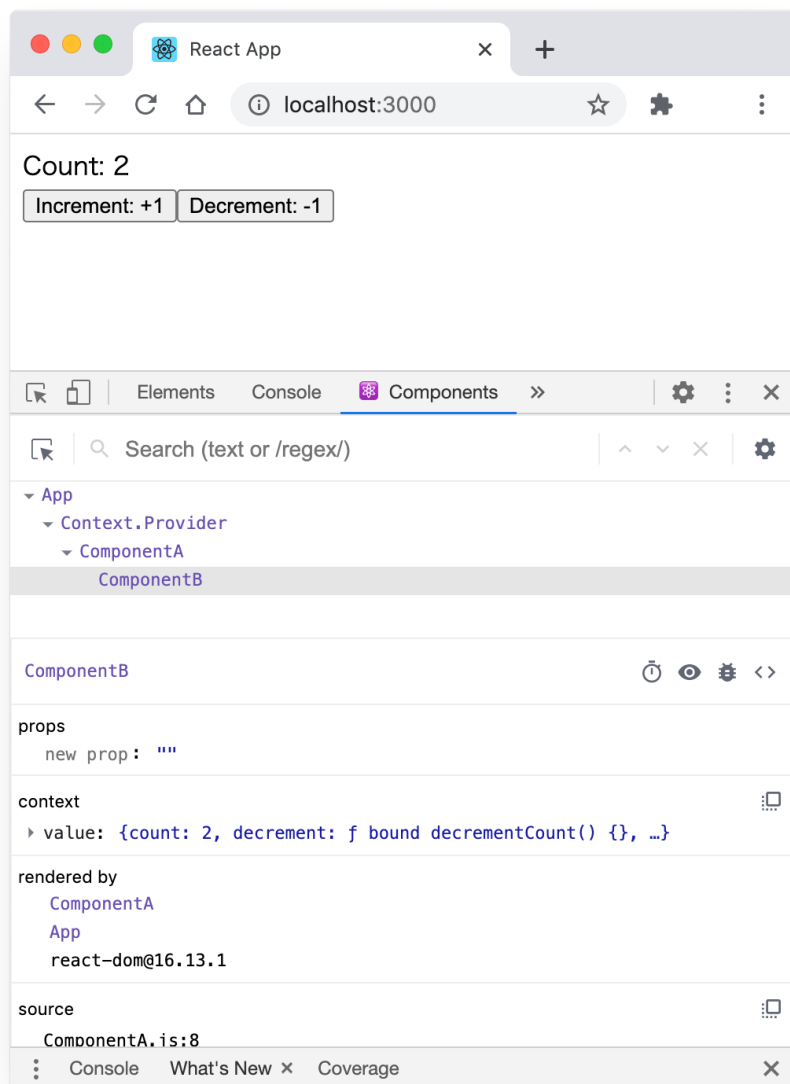 React App
localhost:3000
Count: 2
Increment: +1 Decrement: -1
Elements Console Components
Search (text or /regex/)
App
Context.Provider
ComponentA
ComponentB
ComponentB
props
new prop: ""
context
value: {count: 2, decrement: ƒ bound decrementCount() {}, …}
rendered by
ComponentA
App
react-dom@16.13.1
source
ComponentA.js:8
Console What's New Coverage